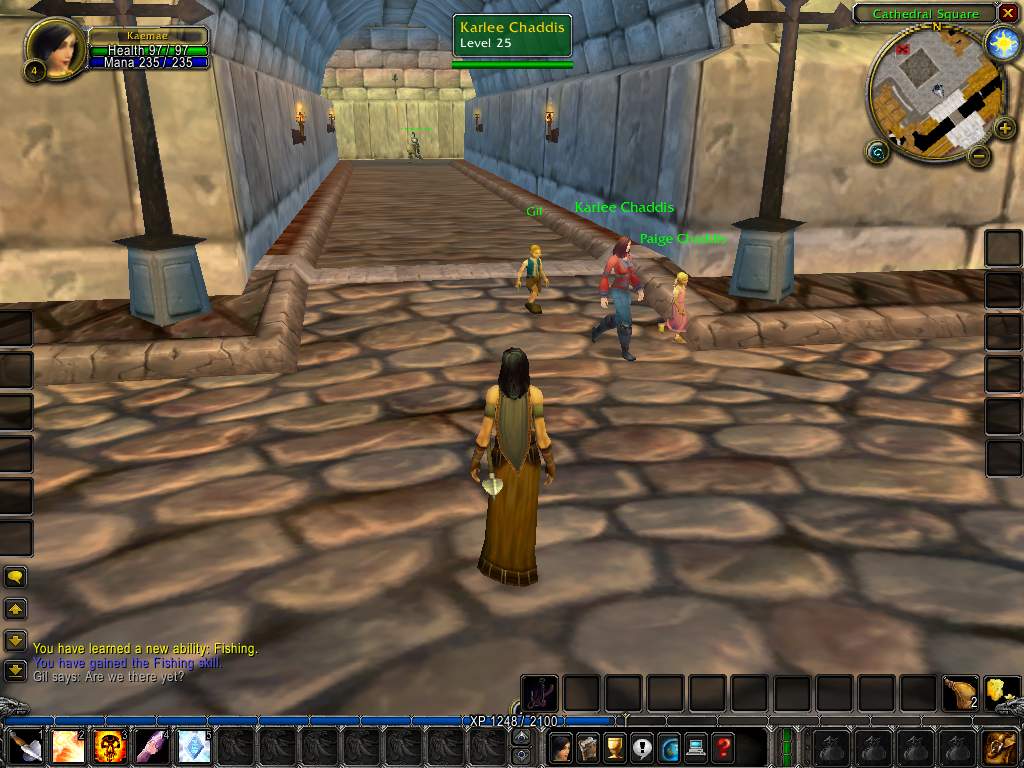 Kaemae
Health 97 / 97
Mana 235 / 235
4
Karlee Chaddis
Level 25
Cathedral Square
N
Gil
Karlee Chaddis
Paige Chaddis
You have learned a new ability: Fishing.
You have gained the Fishing skill.
Gil says: Are we there yet?
2
XP 1248 / 2100
2
4
5